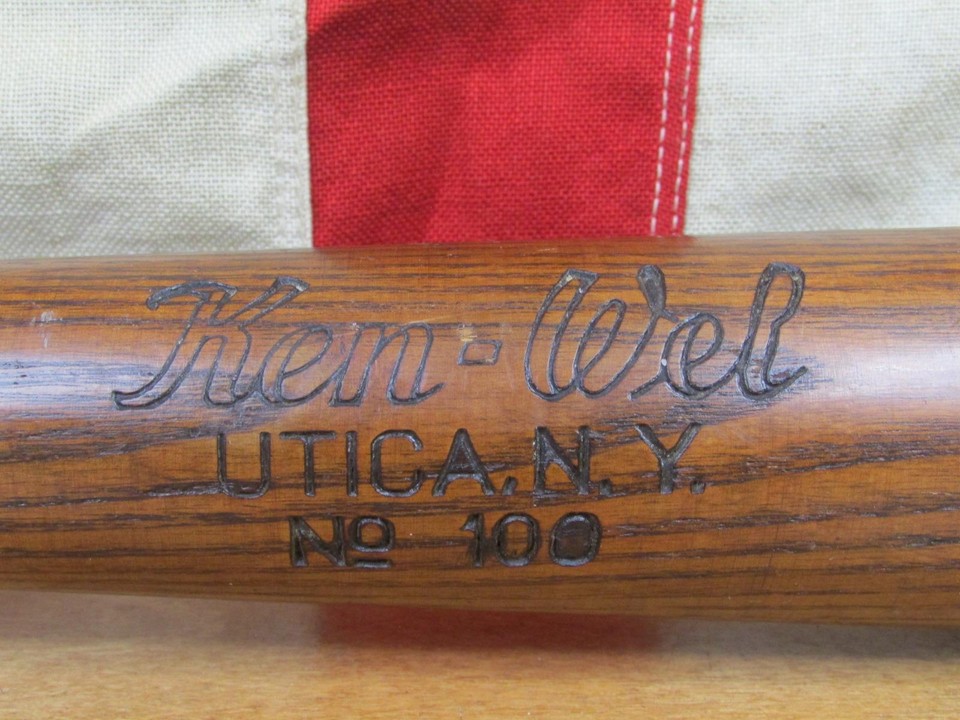 Ken-Wel
UTICA, N.Y.
Nº 100